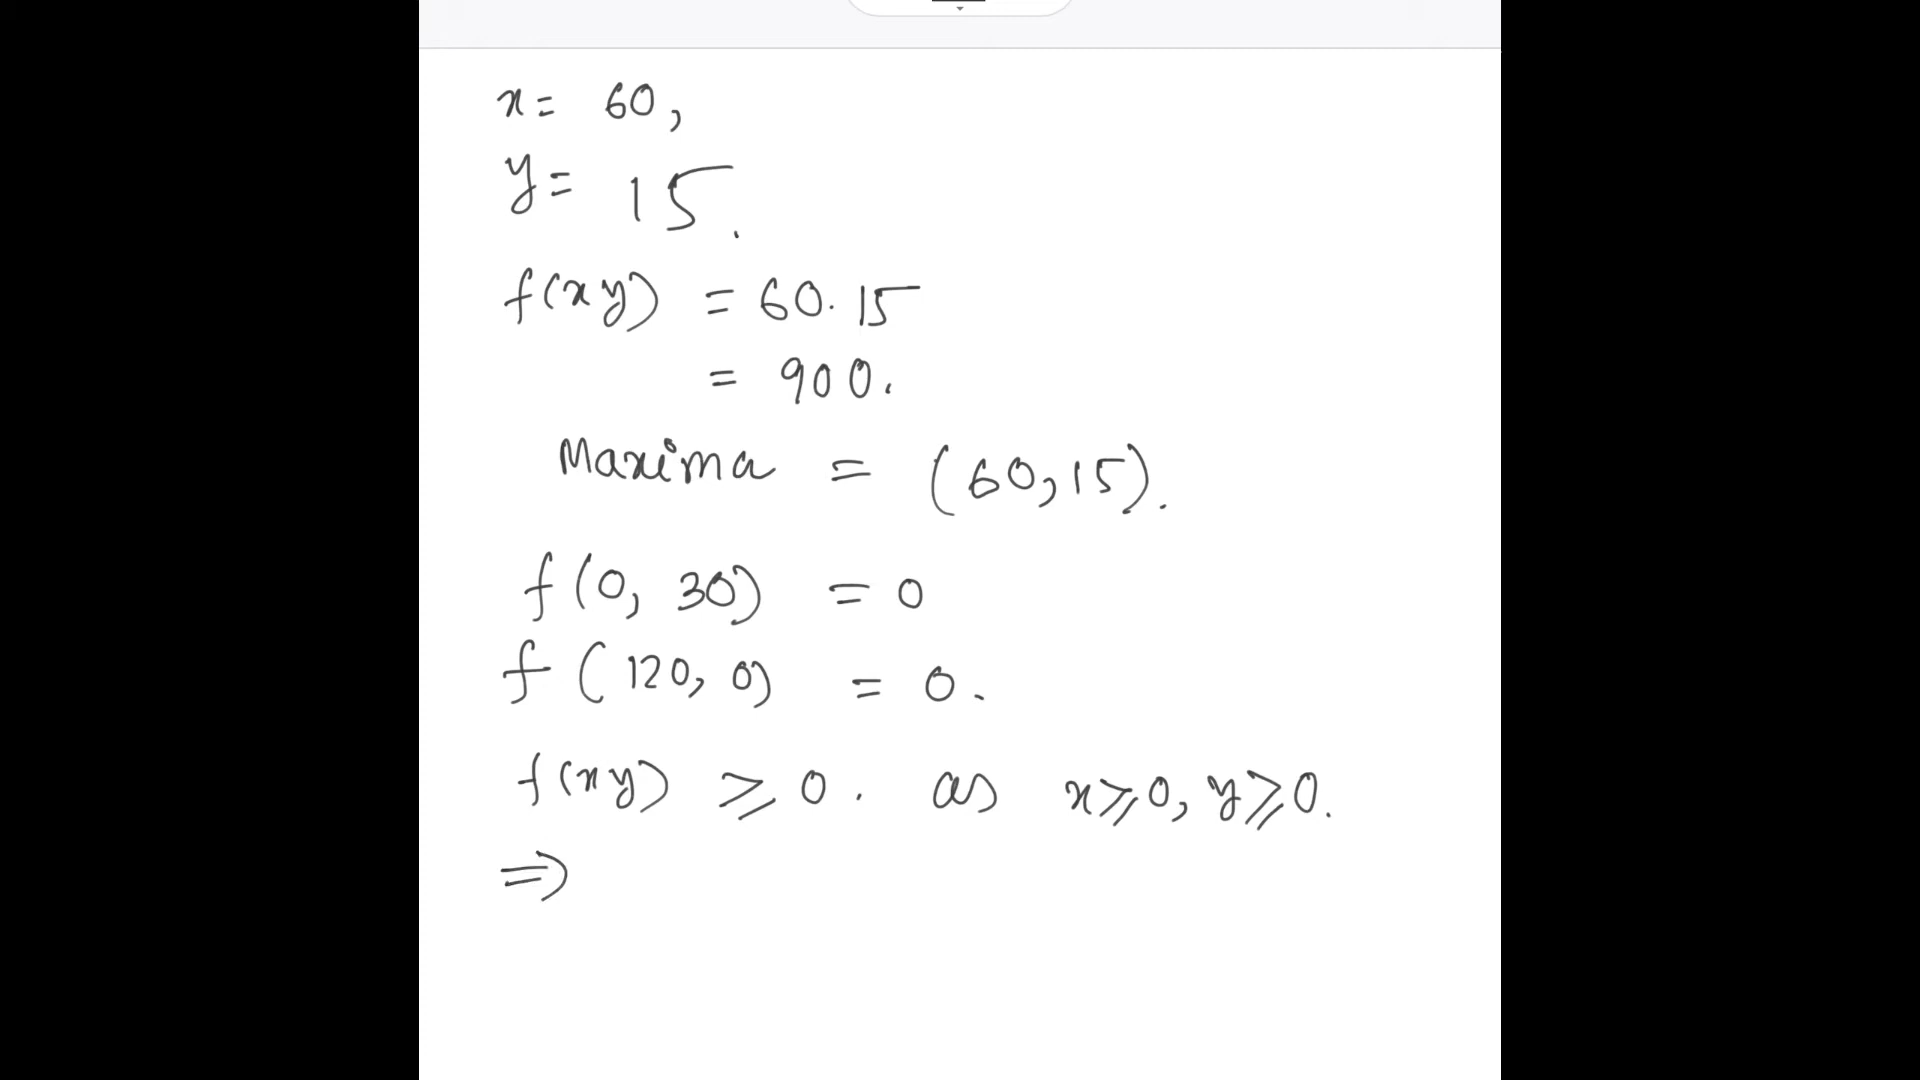 x = 60,
y = 15.
f(xy) = 60.15
= 900.
Maxima = (60,15).
f(0, 30) = 0
f(120, 0) = 0.
f(xy) ⩾ 0. as x⩾0, y⩾0.
⇒